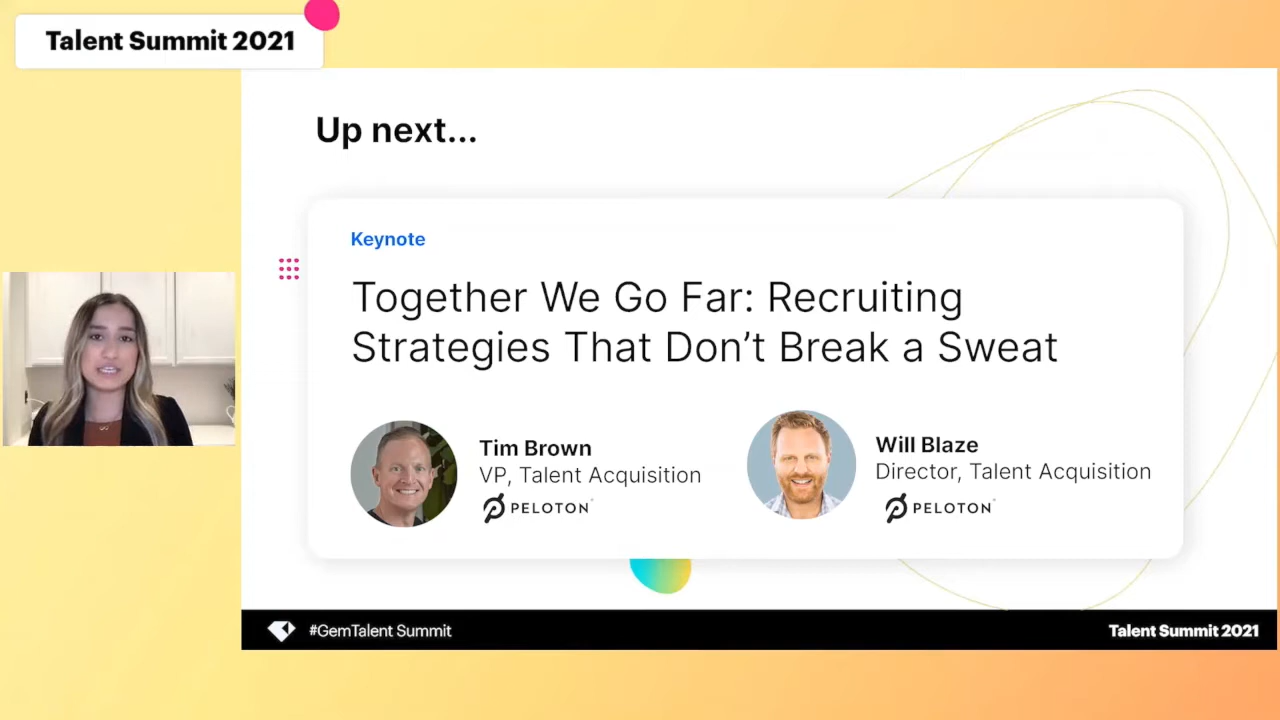 Talent Summit 2021
Up next...
Keynote
Together We Go Far: Recruiting
Strategies That Don’t Break a Sweat
Tim Brown
VP, Talent Acquisition
PELOTON
Will Blaze
Director, Talent Acquisition
PELOTON
#GemTalent Summit
Talent Summit 2021